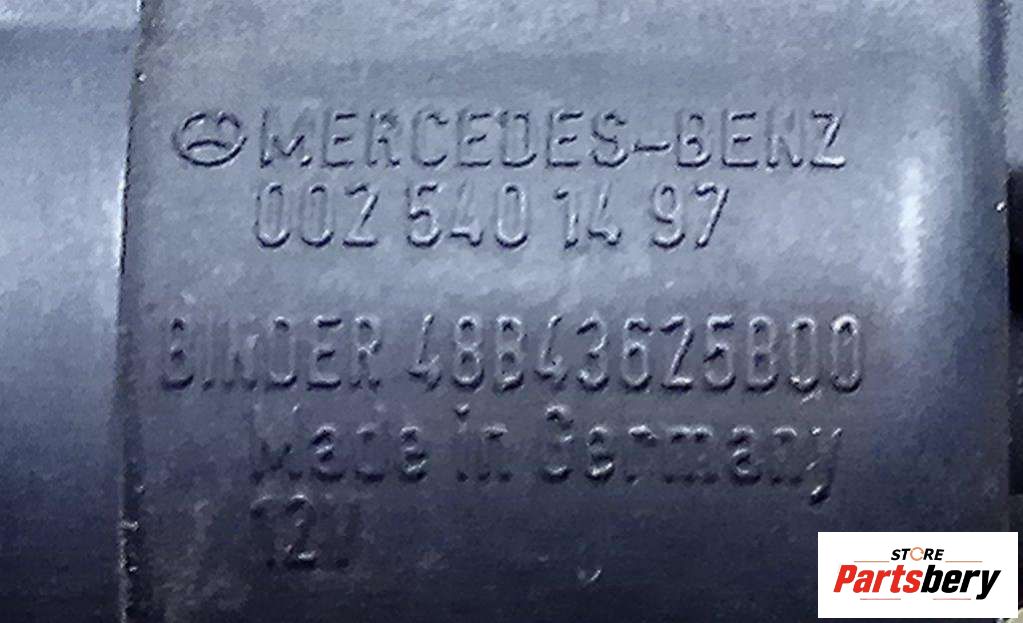 MERCEDES-BENZ
002 540 14 97
BINDER 48B43625B00
Made in Germany
12V
STORE
Partsbery